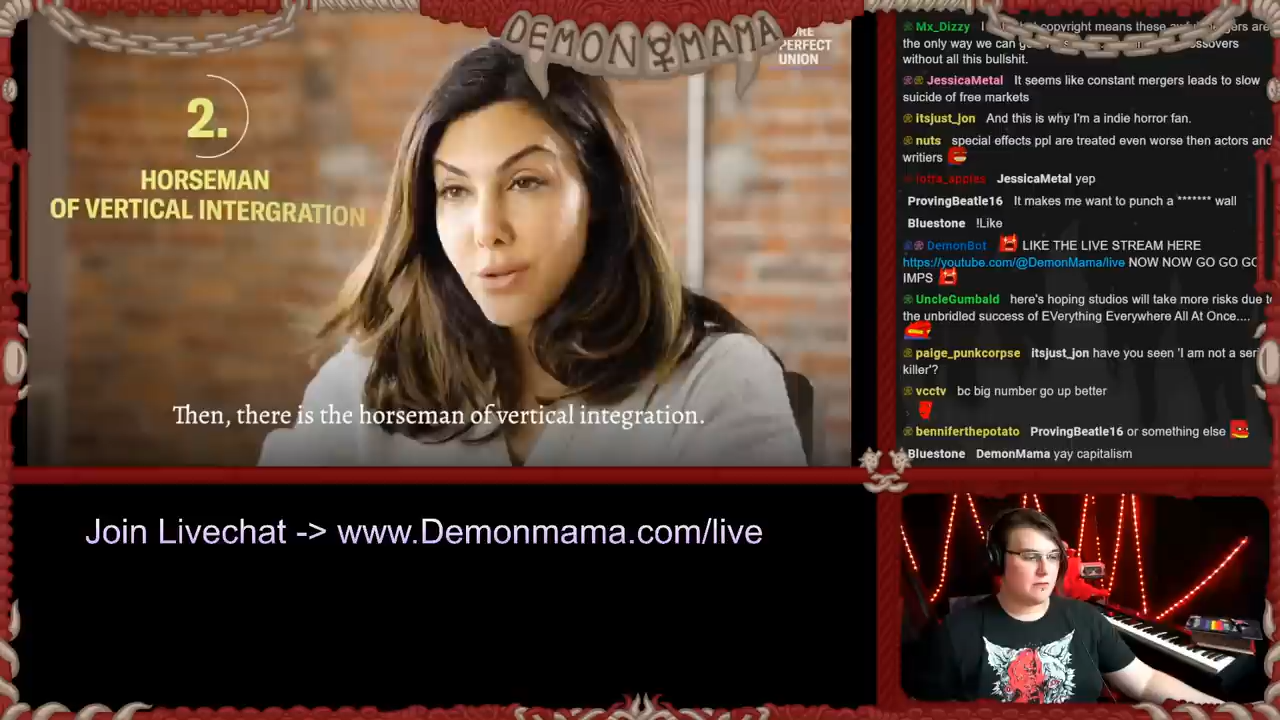 DEMON MAMA
PERFECT
UNION
2.
HORSEMAN
OF VERTICAL INTERGRATION
Then, there is the horseman of vertical integration.
Join Livechat -> www.Demonmama.com/live
Mx_Dizzy copyright means these
the only way we can
without all this bullshit.
JessicaMetal It seems like constant mergers leads to slow
suicide of free markets
itsjust_jon And this is why I'm a indie horror fan.
nuts special effects ppl are treated even worse then actors and
writiers
lotta_apples JessicaMetal yep
ProvingBeatle16 It makes me want to punch a ******* wall
Bluestone !Like
DemonBot LIKE THE LIVE STREAM HERE
https://youtube.com/@DemonMama/live NOW NOW GO GO GO
IMPS
UncleGumbald here's hoping studios will take more risks due to
the unbridled success of EVerything Everywhere All At Once....
paige_punkcorpse itsjust_jon have you seen 'I am not a ser
killer'?
vcctv bc big number go up better
benniferthepotato ProvingBeatle16 or something else
Bluestone DemonMama yay capitalism